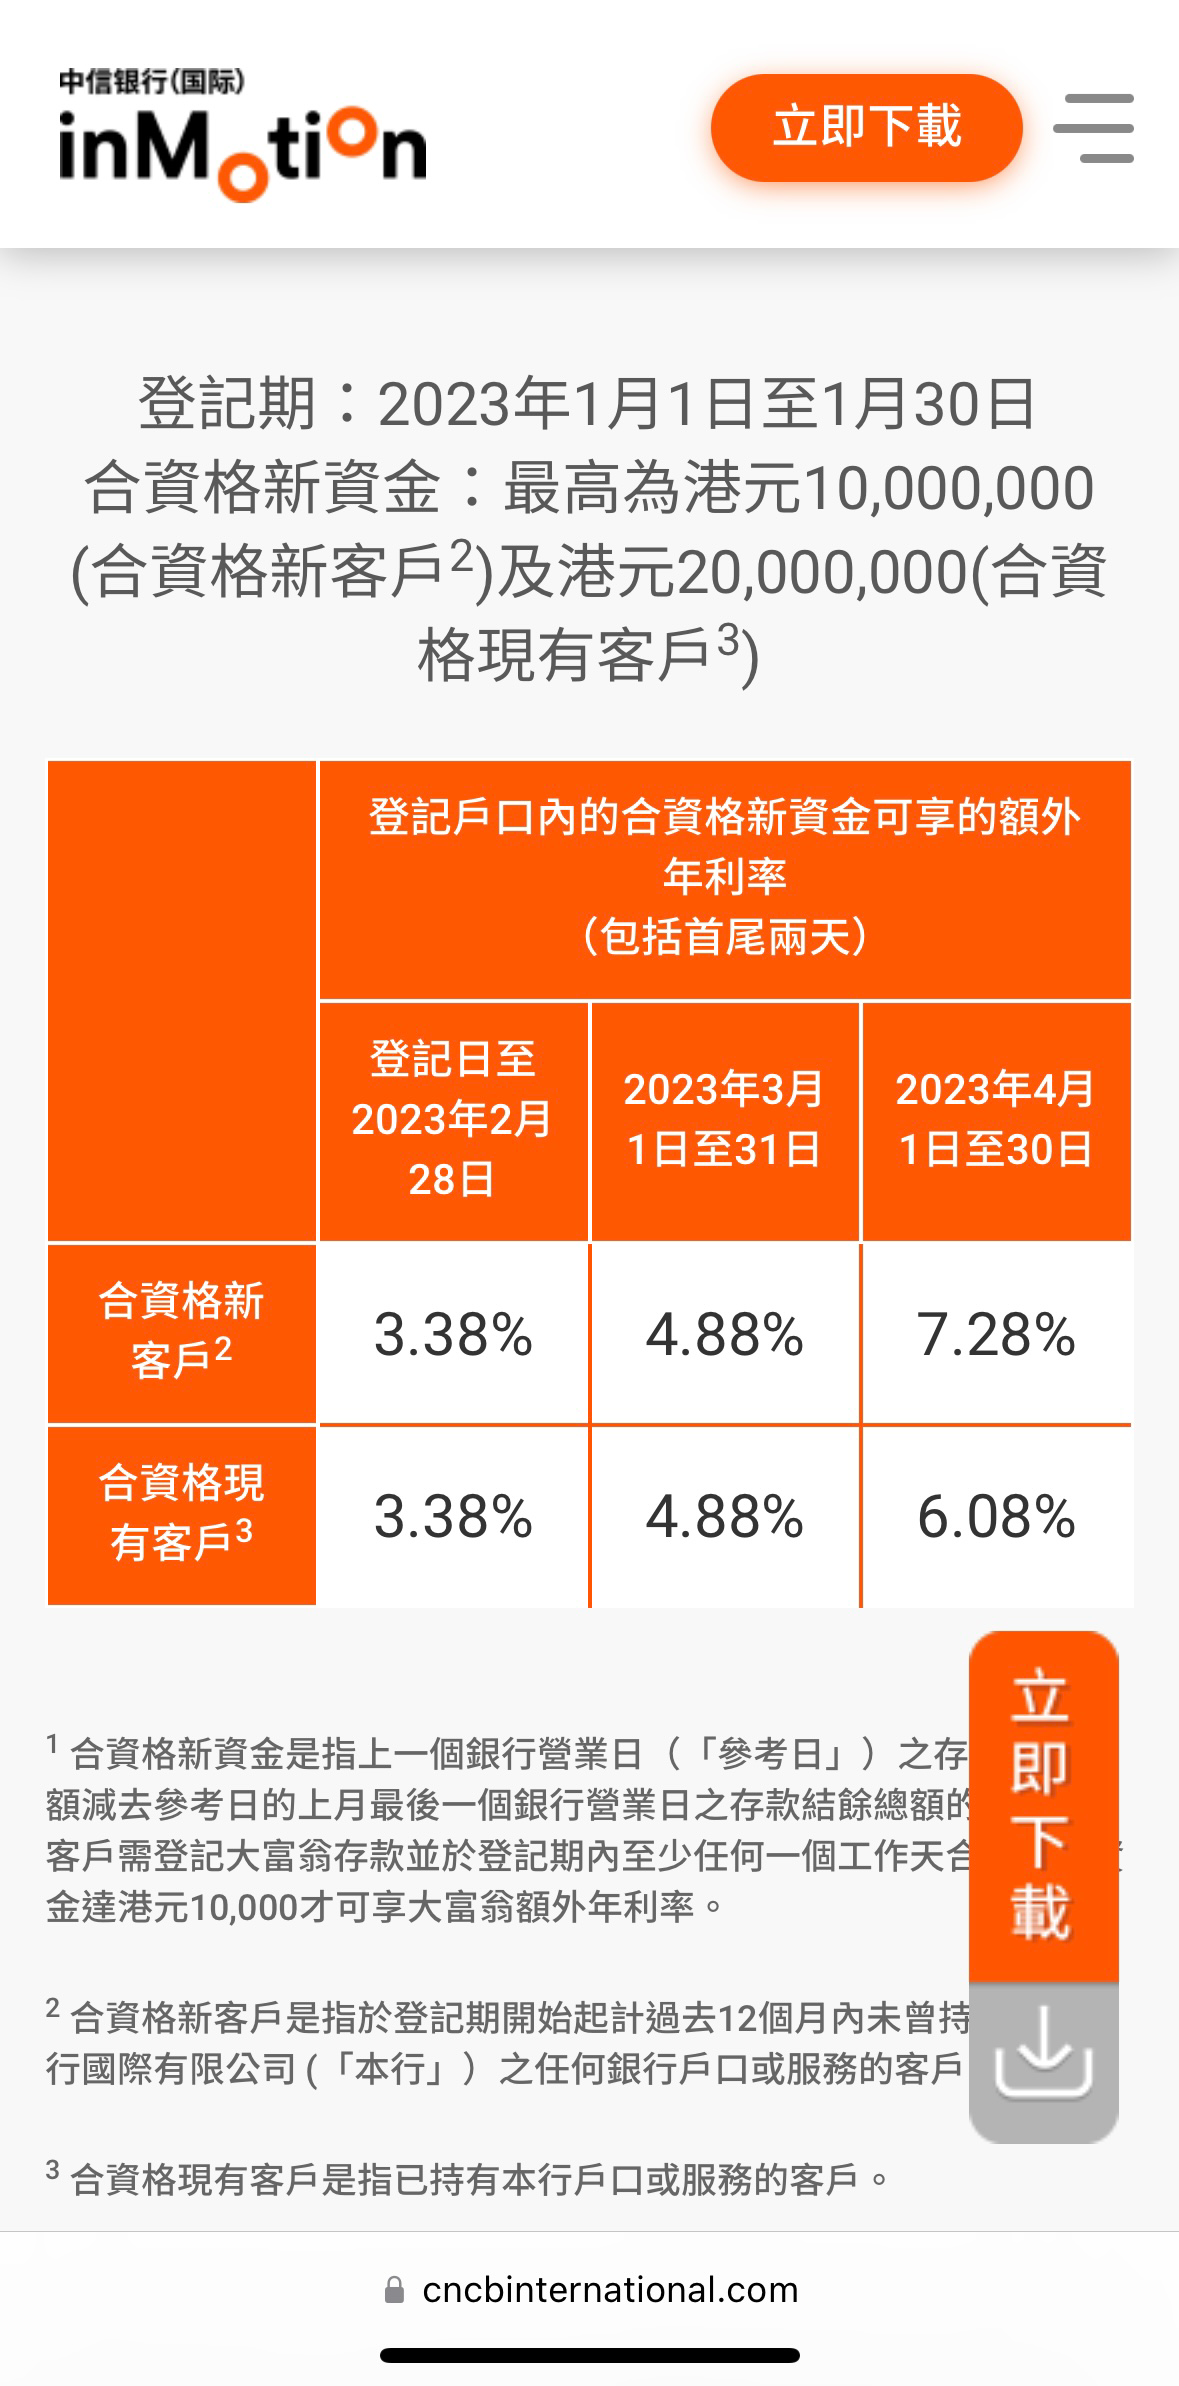 中信银行(国际)
inMotion
立即下載
登記期：2023年1月1日至1月30日
合資格新資金：最高為港元10,000,000
(合資格新客戶2)及港元20,000,000(合資
格現有客戶3)
登記戶口內的合資格新資金可享的額外
年利率
（包括首尾兩天）
登記日至
2023年2月
28日
2023年3月
1日至31日
2023年4月
1日至30日
合資格新
客戶2
3.38%
4.88%
7.28%
合資格現
有客戶3
3.38%
4.88%
6.08%
1 合資格新資金是指上一個銀行營業日（「參考日」）之存
額減去參考日的上月最後一個銀行營業日之存款結餘總額的
客戶需登記大富翁存款並於登記期內至少任何一個工作天合
金達港元10,000才可享大富翁額外年利率。
2 合資格新客戶是指於登記期開始起計過去12個月內未曾持
行國際有限公司 (「本行」）之任何銀行戶口或服務的客戶
3 合資格現有客戶是指已持有本行戶口或服務的客戶。
立
即
下
載
cncbinternational.com